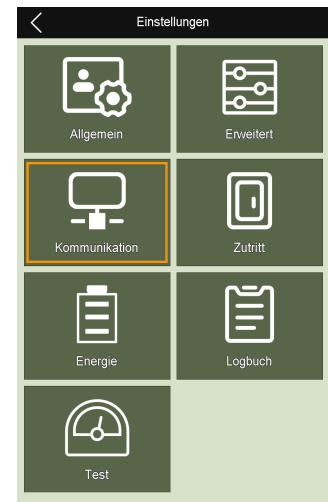 Einstellungen
Allgemein
Erweitert
Kommunikation
Zutritt
Energie
Logbuch
Test